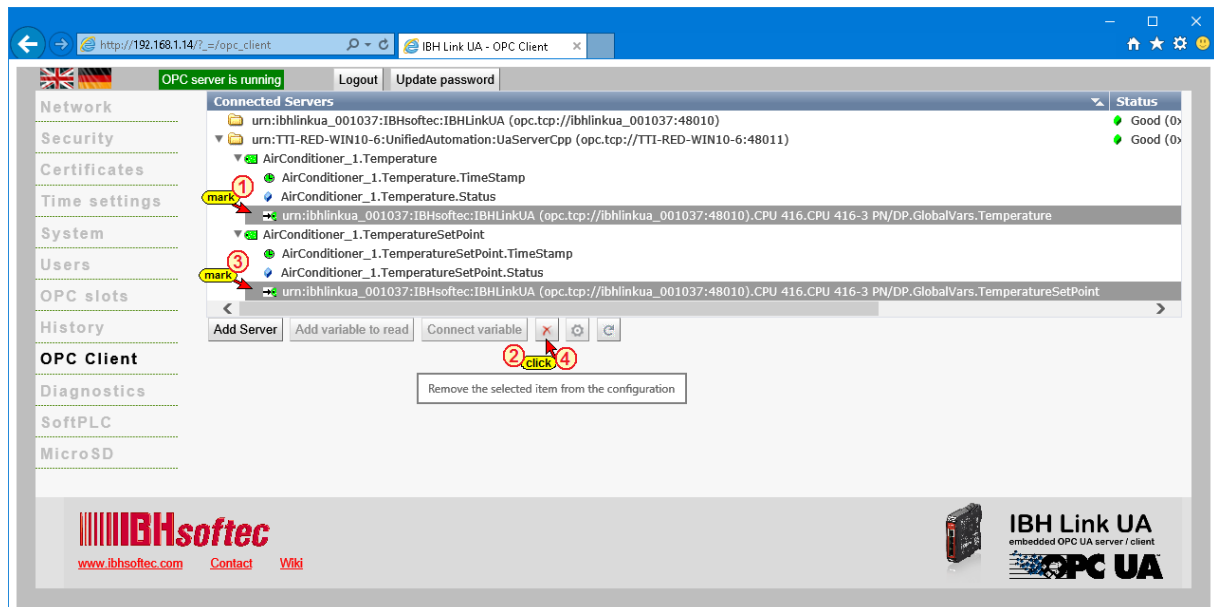 http://192.168.1.14/?_=/opc_client
IBH Link UA - OPC Client
OPC server is running
Logout
Update password
Network
Security
Certificates
Time settings
System
Users
OPC slots
History
OPC Client
Diagnostics
SoftPLC
MicroSD
Connected Servers Status
urn:ibhlinkua_001037:IBHsoftec:IBHLinkUA (opc.tcp://ibhlinkua_001037:48010) Good (0x
urn:TTI-RED-WIN10-6:UnifiedAutomation:UaServerCpp (opc.tcp://TTI-RED-WIN10-6:48011) Good (0x
AirConditioner_1.Temperature
AirConditioner_1.Temperature.TimeStamp
1
mark
AirConditioner_1.Temperature.Status
urn:ibhlinkua_001037:IBHsoftec:IBHLinkUA (opc.tcp://ibhlinkua_001037:48010).CPU 416.CPU 416-3 PN/DP.GlobalVars.Temperature
AirConditioner_1.TemperatureSetPoint
AirConditioner_1.TemperatureSetPoint.TimeStamp
3
mark
AirConditioner_1.TemperatureSetPoint.Status
urn:ibhlinkua_001037:IBHsoftec:IBHLinkUA (opc.tcp://ibhlinkua_001037:48010).CPU 416.CPU 416-3 PN/DP.GlobalVars.TemperatureSetPoint
Add Server
Add variable to read
Connect variable
2 click 4
Remove the selected item from the configuration
IBHsoftec
www.ibhsoftec.com
Contact
Wiki
IBH Link UA
embedded OPC UA server / client
OPC UA